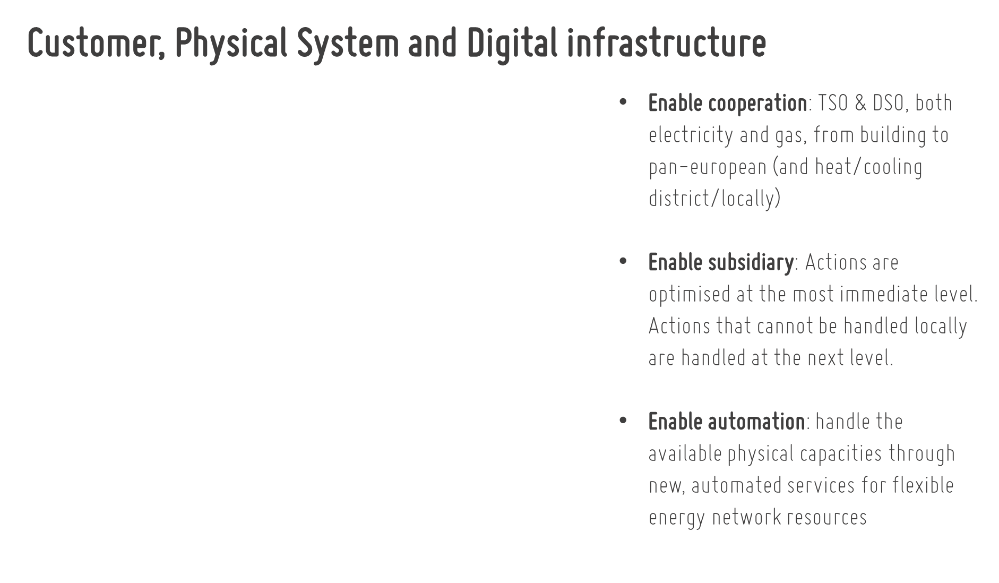 Customer, Physical System and Digital infrastructure
• Enable cooperation: TSO & DSO, both
electricity and gas, from building to
pan-european (and heat/cooling
district/locally)
• Enable subsidiary: Actions are
optimised at the most immediate level.
Actions that cannot be handled locally
are handled at the next level.
• Enable automation: handle the
available physical capacities through
new, automated services for flexible
energy network resources